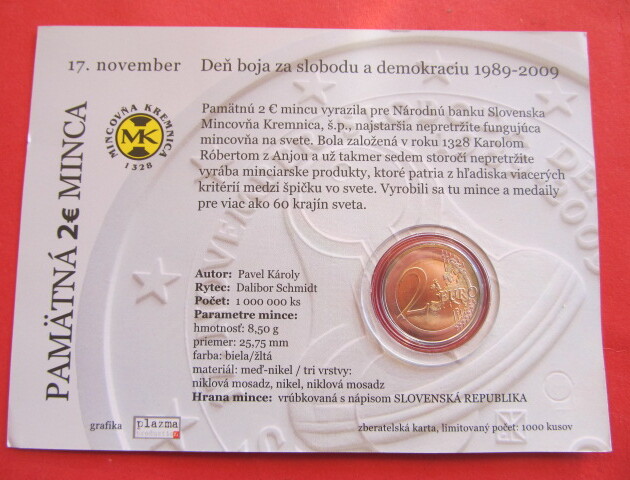 17. november Deň boja za slobodu a demokraciu 1989-2009
PAMÄTNÁ 2€ MINCA
MINCOVŇA KREMNICA
MK
1328
Pamätnú 2 € mincu vyrazila pre Národnú banku Slovenska
Mincovňa Kremnica, š.p., najstaršia nepretržite fungujúca
mincovňa na svete. Bola založená v roku 1328 Karolom
Róbertom z Anjou a už takmer sedem storočí nepretržite
vyrába minciarske produkty, ktoré patria z hľadiska viacerých
kritérií medzi špičku vo svete. Vyrobili sa tu mince a medaily
pre viac ako 60 krajín sveta.
Autor: Pavel Károly
Rytec: Dalibor Schmidt
Počet: 1 000 000 ks
Parametre mince:
hmotnosť: 8,50 g
priemer: 25,75 mm
farba: biela/žltá
materiál: meď-nikel / tri vrstvy:
niklová mosadz, nikel, niklová mosadz
Hrana mince: vrúbkovaná s nápisom SLOVENSKÁ REPUBLIKA
2 EURO
grafika plazma
zberatelská karta, limitovaný počet: 1000 kusov